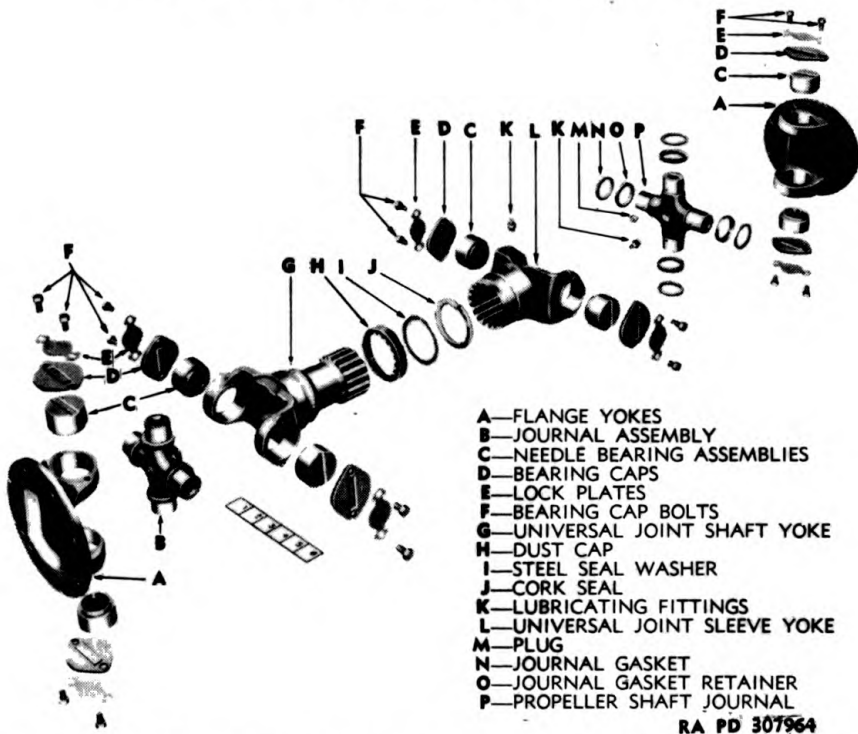 F
E
D
C
A
F E D C K L K M N O P
F
G H I J
E
D
C
B
A
A—FLANGE YOKES
B—JOURNAL ASSEMBLY
C—NEEDLE BEARING ASSEMBLIES
D—BEARING CAPS
E—LOCK PLATES
F—BEARING CAP BOLTS
G—UNIVERSAL JOINT SHAFT YOKE
H—DUST CAP
I—STEEL SEAL WASHER
J—CORK SEAL
K—LUBRICATING FITTINGS
L—UNIVERSAL JOINT SLEEVE YOKE
M—PLUG
N—JOURNAL GASKET
O—JOURNAL GASKET RETAINER
P—PROPELLER SHAFT JOURNAL
RA PD 307964